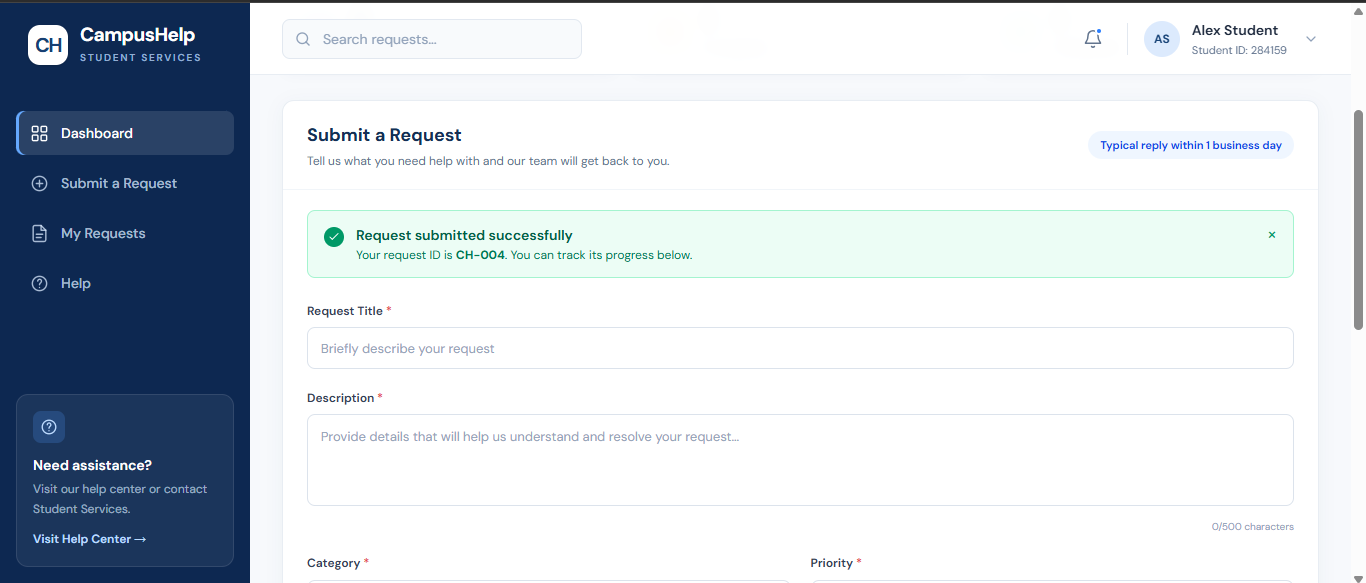 CH
CampusHelp
STUDENT SERVICES
Dashboard
Submit a Request
My Requests
Help
Need assistance?
Visit our help center or contact
Student Services.
Visit Help Center →
Search requests...
AS
Alex Student
Student ID: 284159
Submit a Request
Tell us what you need help with and our team will get back to you.
Typical reply within 1 business day
Request submitted successfully
Your request ID is CH-004. You can track its progress below.
×
Request Title *
Briefly describe your request
Description *
Provide details that will help us understand and resolve your request...
0/500 characters
Category *
Priority *